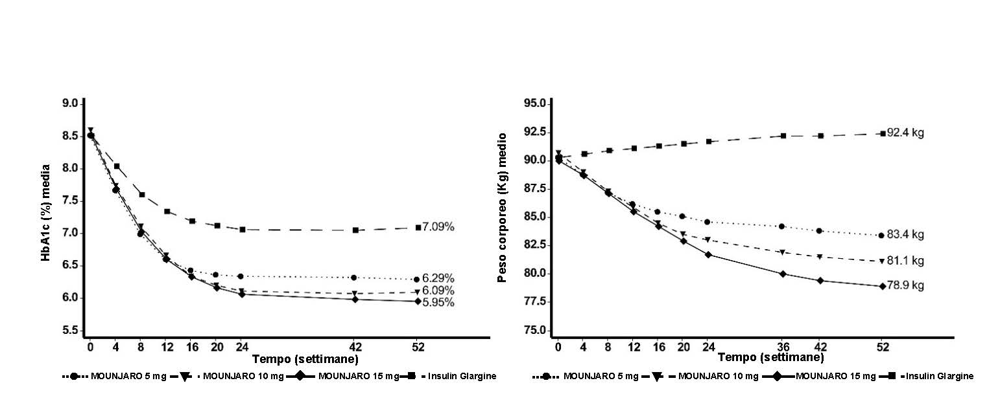 HbA1c (%) media
9.0
8.5
8.0
7.5
7.0
6.5
6.0
5.5
7.09%
6.29%
6.09%
5.95%
0 4 8 12 16 20 24 42 52
Tempo (settimane)
MOUNJARO 5 mg MOUNJARO 10 mg MOUNJARO 15 mg Insulin Glargine
Peso corporeo (Kg) medio
95.0
92.5
90.0
87.5
85.0
82.5
80.0
77.5
75.0
92.4 kg
83.4 kg
81.1 kg
78.9 kg
0 4 8 12 16 20 24 36 42 52
Tempo (settimane)
MOUNJARO 5 mg MOUNJARO 10 mg MOUNJARO 15 mg Insulin Glargine